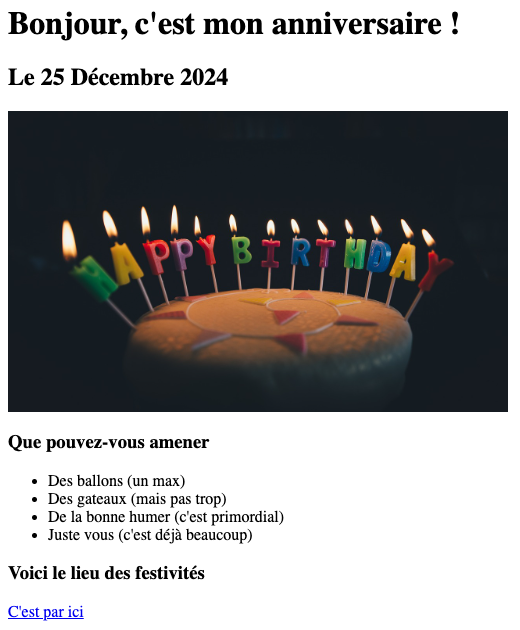 Bonjour, c'est mon anniversaire !
Le 25 Décembre 2024
HAPPY BIRTHDAY
Que pouvez-vous amener
• Des ballons (un max)
• Des gateaux (mais pas trop)
• De la bonne humer (c'est primordial)
• Juste vous (c'est déjà beaucoup)
Voici le lieu des festivités
C'est par ici